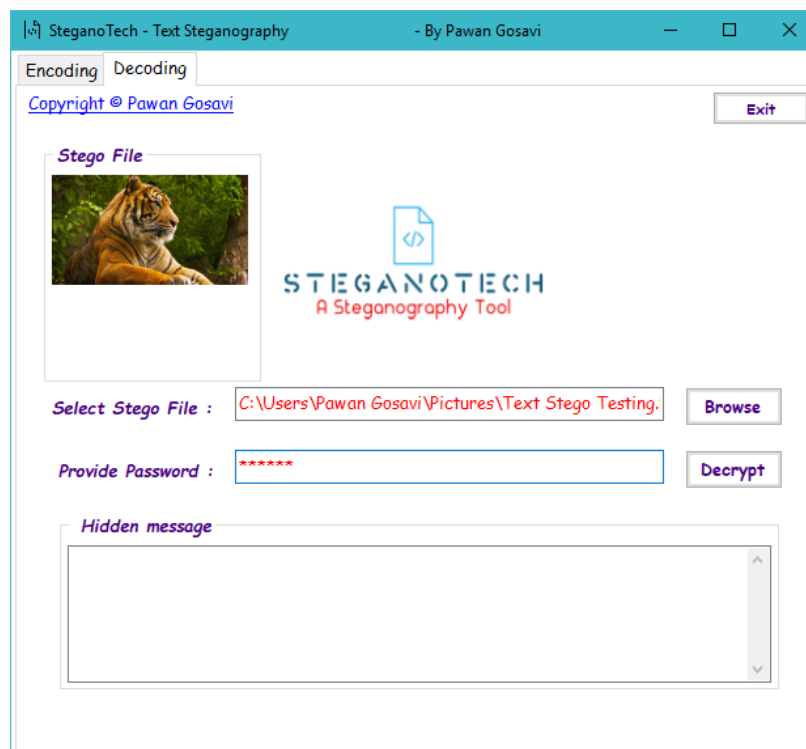 SteganoTech - Text Steganography - By Pawan Gosavi
Encoding Decoding
Copyright © Pawan Gosavi
Exit
Stego File
STEGANOTECH
A Steganography Tool
Select Stego File : C:\Users\Pawan Gosavi\Pictures\Text Stego Testing. Browse
Provide Password : ****** Decrypt
Hidden message